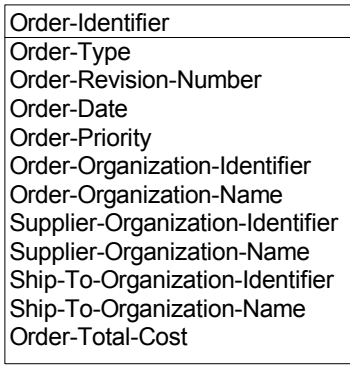 Order-Identifier
Order-Type
Order-Revision-Number
Order-Date
Order-Priority
Order-Organization-Identifier
Order-Organization-Name
Supplier-Organization-Identifier
Supplier-Organization-Name
Ship-To-Organization-Identifier
Ship-To-Organization-Name
Order-Total-Cost